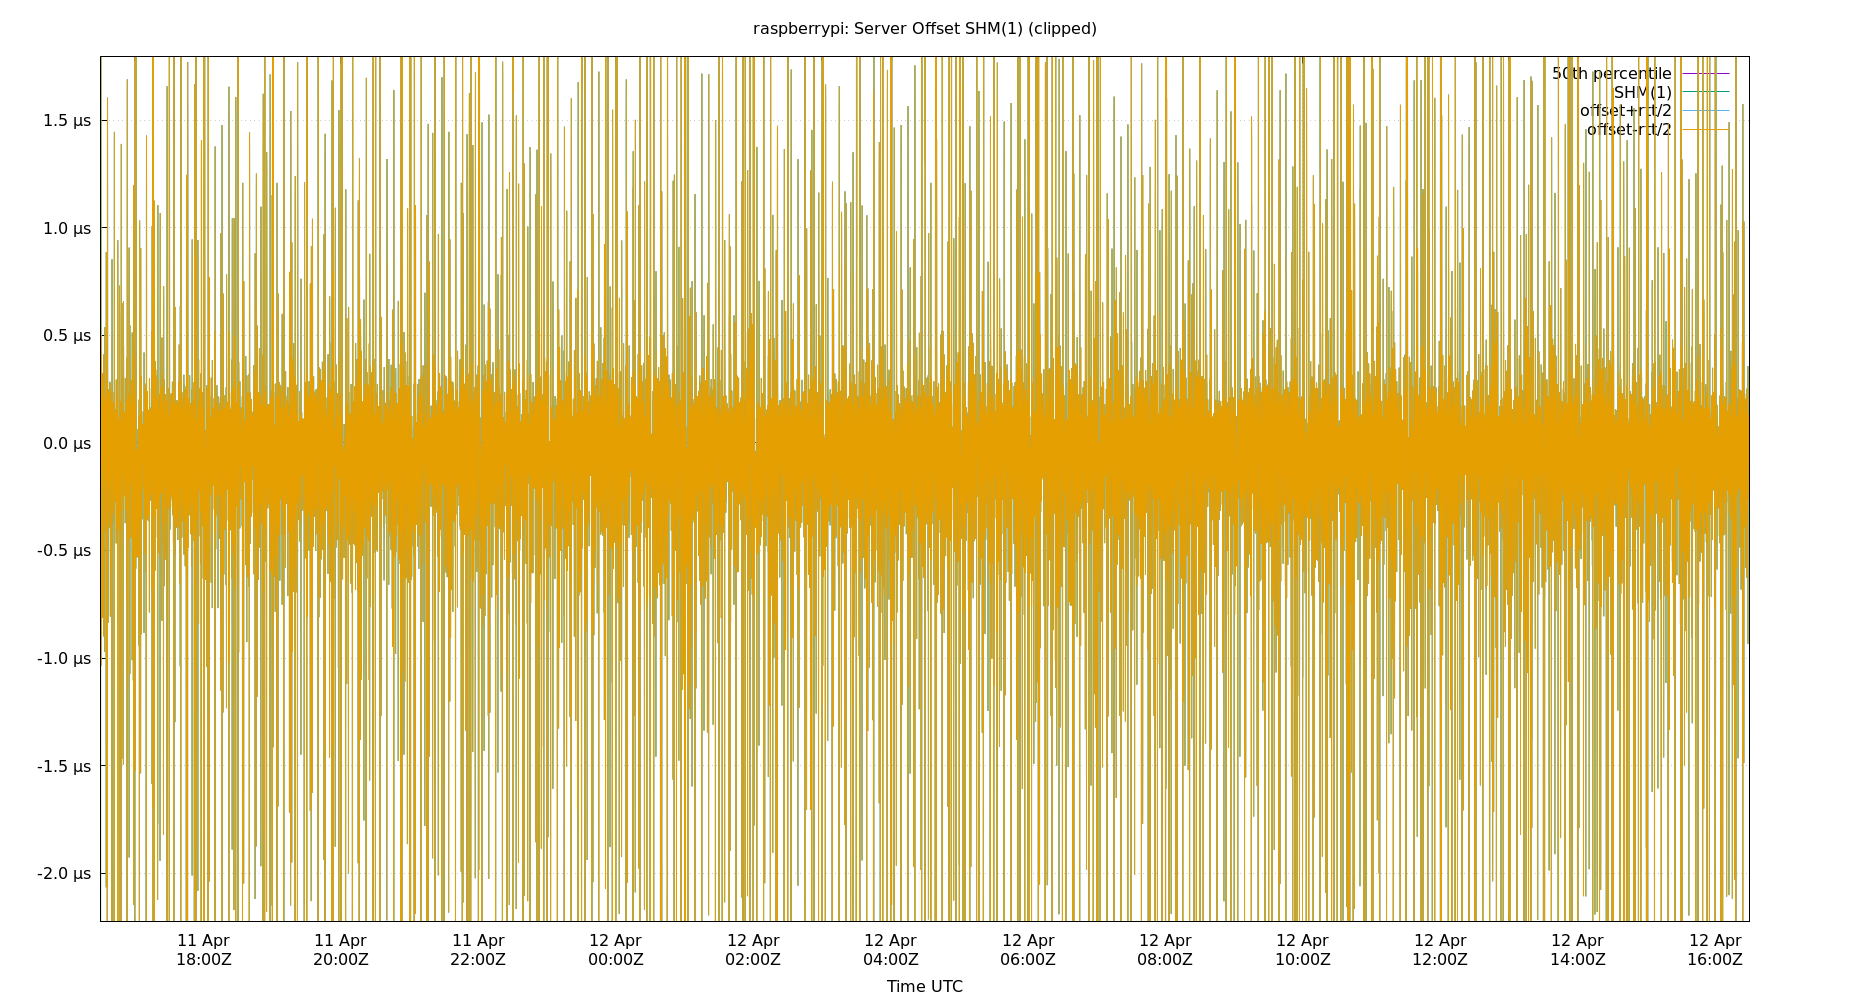 raspberrypi: Server Offset SHM(1) (clipped)
50th percentile
SHM(1)
offset+rtt/2
offset-rtt/2
1.5 µs
1.0 µs
0.5 µs
0.0 µs
-0.5 µs
-1.0 µs
-1.5 µs
-2.0 µs
11 Apr 11 Apr 11 Apr 12 Apr 12 Apr 12 Apr 12 Apr 12 Apr 12 Apr 12 Apr 12 Apr 12 Apr
18:00Z 20:00Z 22:00Z 00:00Z 02:00Z 04:00Z 06:00Z 08:00Z 10:00Z 12:00Z 14:00Z 16:00Z
Time UTC